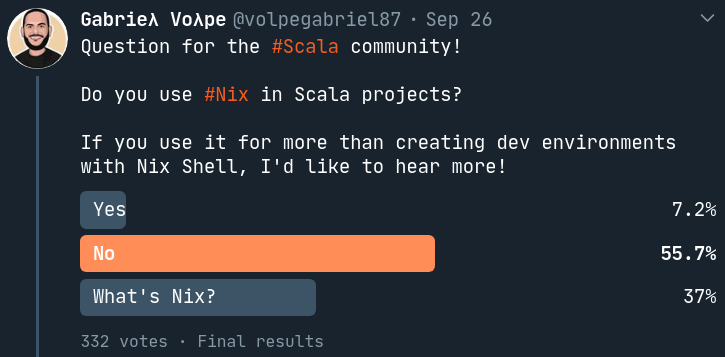 Gabrieλ Voλpe @volpegabriel87 · Sep 26
Question for the #Scala community!
Do you use #Nix in Scala projects?
If you use it for more than creating dev environments
with Nix Shell, I'd like to hear more!
Yes 7.2%
No 55.7%
What's Nix? 37%
332 votes · Final results